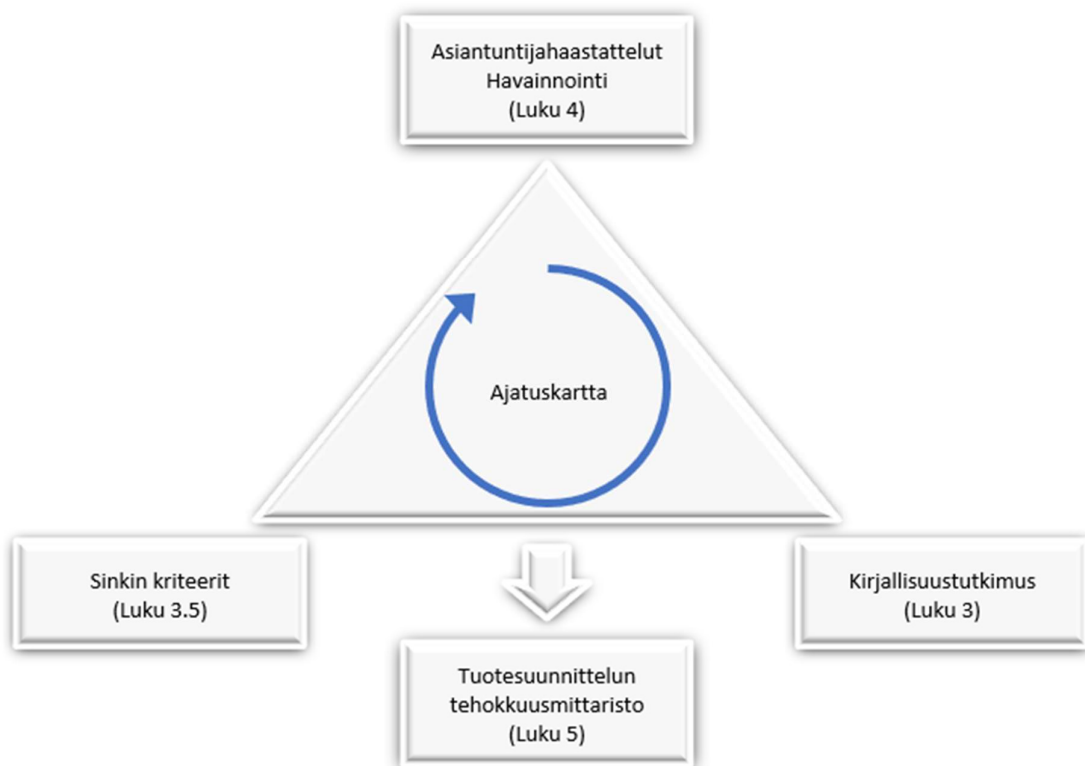 Asiantuntijahaastattelut
Havainnointi
(Luku 4)
Ajatuskartta
Sinkin kriteerit
(Luku 3.5)
Kirjallisuustutkimus
(Luku 3)
Tuotesuunnittelun
tehokkuusmittaristo
(Luku 5)